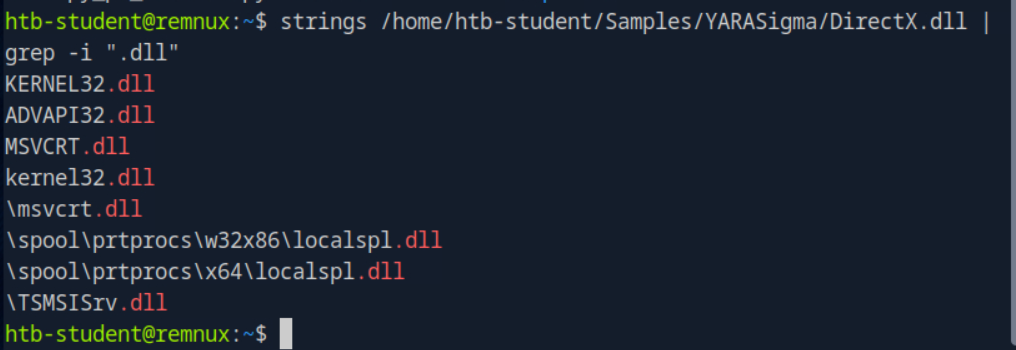 htb-student@remnux:~$ strings /home/htb-student/Samples/YARASigma/DirectX.dll |
grep -i ".dll"
KERNEL32.dll
ADVAPI32.dll
MSVCRT.dll
kernel32.dll
\msvcrt.dll
\spool\prtprocs\w32x86\localspl.dll
\spool\prtprocs\x64\localspl.dll
\TSMSISrv.dll
htb-student@remnux:~$